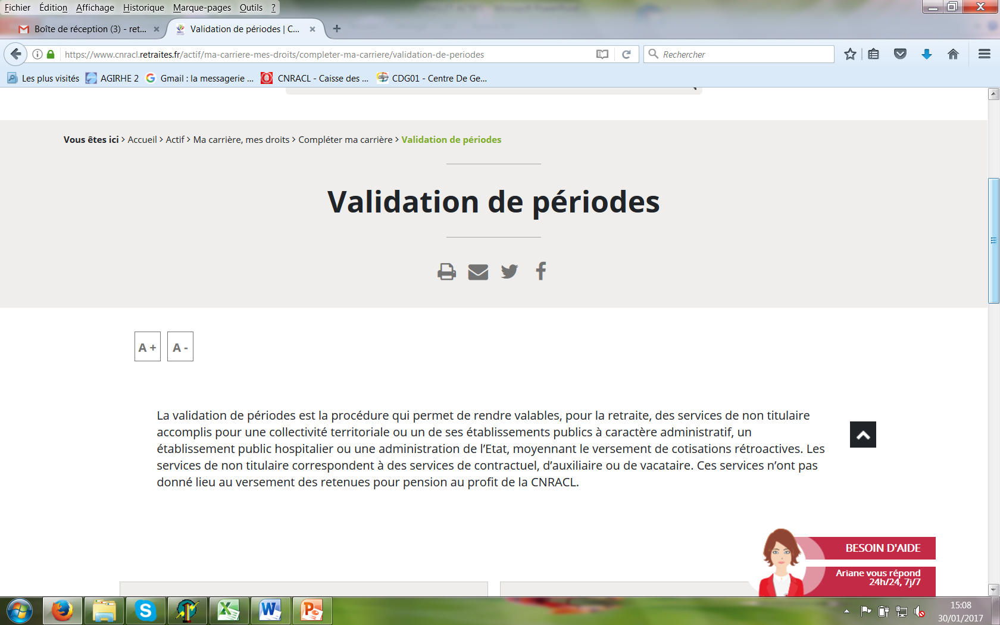 Fichier Édition Affichage Historique Marque-pages Outils ?
Boîte de réception (3) - ret... × Validation de périodes | C... × +
https://www.cnracl.retraites.fr/actif/ma-carriere-mes-droits/completer-ma-carriere/validation-de-periodes Rechercher
Les plus visités AGIRHE 2 Gmail : la messagerie ... CNRACL - Caisse des ... CDG01 - Centre De Ge...
Vous êtes ici > Accueil > Actif > Ma carrière, mes droits > Compléter ma carrière > Validation de périodes
Validation de périodes
A + A -
La validation de périodes est la procédure qui permet de rendre valables, pour la retraite, des services de non titulaire
accomplis pour une collectivité territoriale ou un de ses établissements publics à caractère administratif, un
établissement public hospitalier ou une administration de l’Etat, moyennant le versement de cotisations rétroactives. Les
services de non titulaire correspondent à des services de contractuel, d’auxiliaire ou de vacataire. Ces services n’ont pas
donné lieu au versement des retenues pour pension au profit de la CNRACL.
BESOIN D'AIDE
Ariane vous répond
24h/24, 7j/7
15:08
30/01/2017